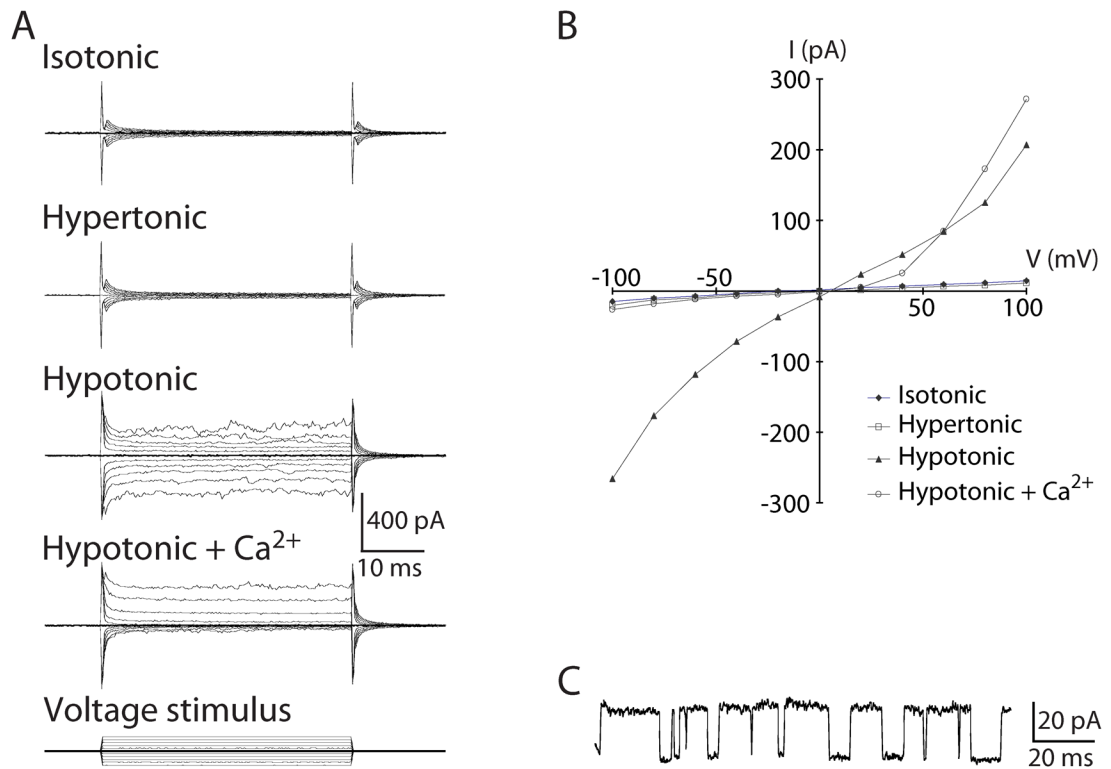 A
Isotonic
Hypertonic
Hypotonic
400 pA
10 ms
Hypotonic + Ca²⁺
Voltage stimulus
B
I (pA)
300
200
100
V (mV)
-100 -50
50 100
-100
-200
-300
Isotonic
Hypertonic
Hypotonic
Hypotonic + Ca²⁺
C
20 pA
20 ms